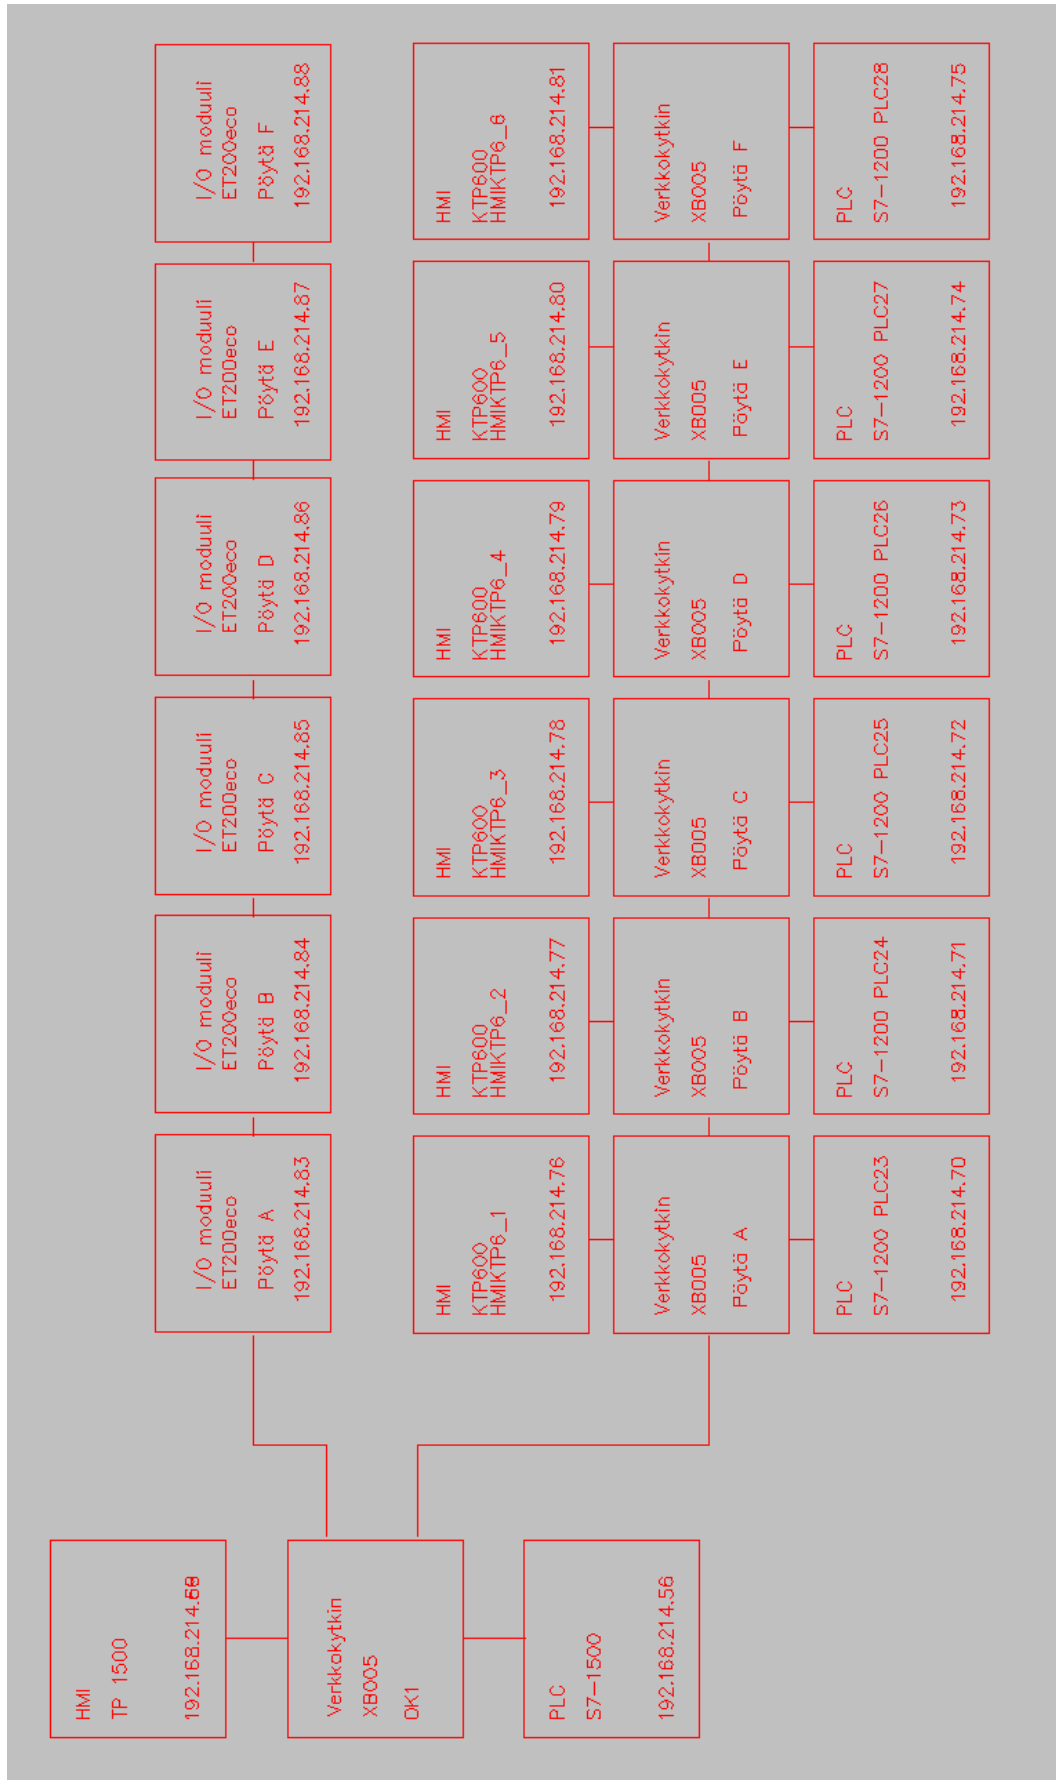 HMI
TP 1500
Verkkokytkin
XB005
OK1
PLC
S7-1500
192.168.214.56
I/O moduuli
ET200eco
Pöytä A
192.168.214.83
I/O moduuli
ET200eco
Pöytä B
192.168.214.84
I/O moduuli
ET200eco
Pöytä C
192.168.214.85
I/O moduuli
ET200eco
Pöytä D
192.168.214.86
I/O moduuli
ET200eco
Pöytä E
192.168.214.87
I/O moduuli
ET200eco
Pöytä F
192.168.214.88
HMI
KTP600
HMIKTP6_1
192.168.214.76
HMI
KTP600
HMIKTP6_2
192.168.214.77
HMI
KTP600
HMIKTP6_3
192.168.214.78
HMI
KTP600
HMIKTP6_4
192.168.214.79
HMI
KTP600
HMIKTP6_5
192.168.214.80
HMI
KTP600
HMIKTP6_6
192.168.214.81
Verkkokytkin
XB005
Pöytä A
Verkkokytkin
XB005
Pöytä B
Verkkokytkin
XB005
Pöytä C
Verkkokytkin
XB005
Pöytä D
Verkkokytkin
XB005
Pöytä E
Verkkokytkin
XB005
Pöytä F
PLC
S7-1200 PLC23
192.168.214.70
PLC
S7-1200 PLC24
192.168.214.71
PLC
S7-1200 PLC25
192.168.214.72
PLC
S7-1200 PLC26
192.168.214.73
PLC
S7-1200 PLC27
192.168.214.74
PLC
S7-1200 PLC28
192.168.214.75